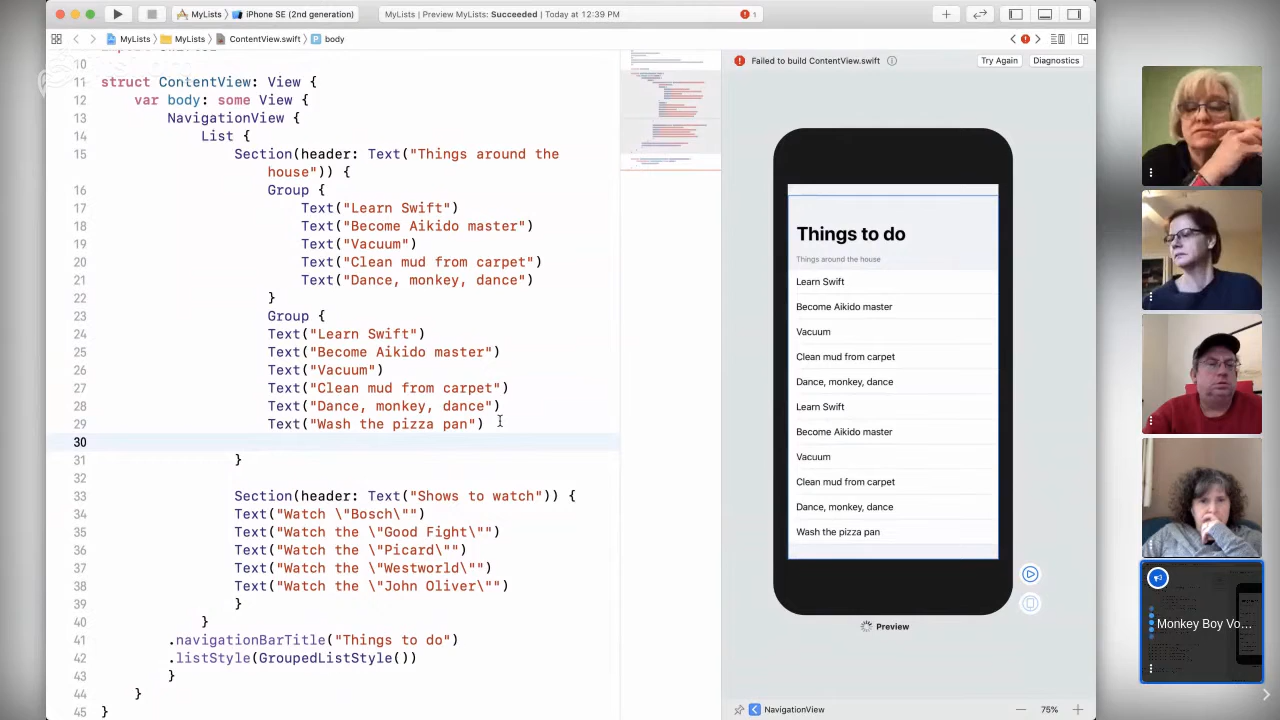 MyLists
iPhone SE (2nd generation)
MyLists | Preview MyLists: Succeeded | Today at 12:39 PM
1
MyLists
MyLists
ContentView.swift
body
Failed to build ContentView.swift
Try Again
Diagnostics
10
11 struct ContentView: View {
12 var body: some View {
13 NavigationView {
14 List {
15 Section(header: Text("Things around the
house")) {
16 Group {
17 Text("Learn Swift")
18 Text("Become Aikido master")
19 Text("Vacuum")
20 Text("Clean mud from carpet")
21 Text("Dance, monkey, dance")
22 }
23 Group {
24 Text("Learn Swift")
25 Text("Become Aikido master")
26 Text("Vacuum")
27 Text("Clean mud from carpet")
28 Text("Dance, monkey, dance")
29 Text("Wash the pizza pan")
30
31 }
32
33 Section(header: Text("Shows to watch")) {
34 Text("Watch \"Bosch\"")
35 Text("Watch the \"Good Fight\"")
36 Text("Watch the \"Picard\"")
37 Text("Watch the \"Westworld\"")
38 Text("Watch the \"John Oliver\"")
39 }
40 }
41 .navigationBarTitle("Things to do")
42 .listStyle(GroupedListStyle())
43 }
44 }
45 }
Things to do
Things around the house
Learn Swift
Become Aikido master
Vacuum
Clean mud from carpet
Dance, monkey, dance
Learn Swift
Become Aikido master
Vacuum
Clean mud from carpet
Dance, monkey, dance
Wash the pizza pan
Preview
NavigationView
75%
Monkey Boy Vo...